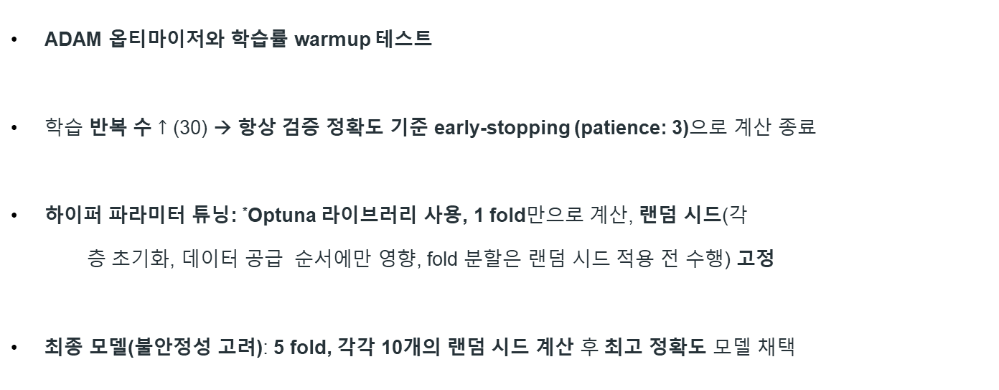 • ADAM 옵티마이저와 학습률 warmup 테스트
• 학습 반복 수 ↑ (30) → 항상 검증 정확도 기준 early-stopping (patience: 3)으로 계산 종료
• 하이퍼 파라미터 튜닝: *Optuna 라이브러리 사용, 1 fold만으로 계산, 랜덤 시드(각
층 초기화, 데이터 공급 순서에만 영향, fold 분할은 랜덤 시드 적용 전 수행) 고정
• 최종 모델(불안정성 고려): 5 fold, 각각 10개의 랜덤 시드 계산 후 최고 정확도 모델 채택